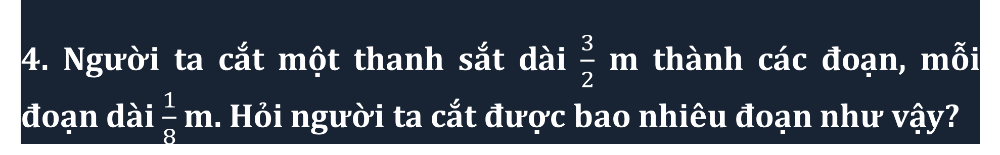 4. Người ta cắt một thanh sắt dài 3/2 m thành các đoạn, mỗi
đoạn dài 1/8 m. Hỏi người ta cắt được bao nhiêu đoạn như vậy?